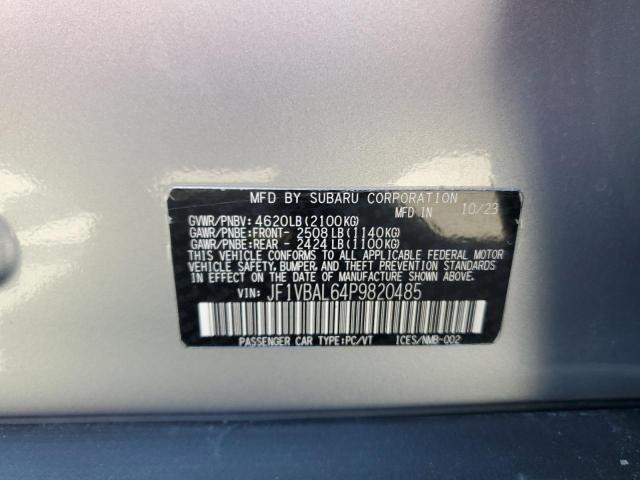 MFD BY SUBARU CORPORATION
MFD IN 10/23
GVWR/PNBV: 4620LB(2100KG)
GAWR/PNBE:FRONT- 2508 LB(1140KG)
GAWR/PNBE:REAR - 2424 LB(1100KG)
THIS VEHICLE CONFORMS TO ALL APPLICABLE FEDERAL MOTOR
VEHICLE SAFETY, BUMPER, AND THEFT PREVENTION STANDARDS
IN EFFECT ON THE DATE OF MANUFACTURE SHOWN ABOVE.
VIN: JF1VBAL64P9820485
PASSENGER CAR TYPE:PC/VT ICES/NMB-002